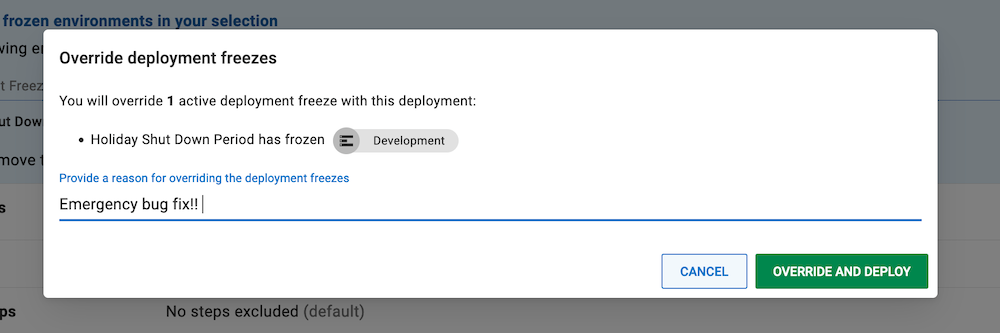 frozen environments in your selection
wing en
Override deployment freezes
You will override 1 active deployment freeze with this deployment:
t Freez
ut Dow
Holiday Shut Down Period has frozen Development
move t
Provide a reason for overriding the deployment freezes
Emergency bug fix!!
s
CANCEL
OVERRIDE AND DEPLOY
ps
No steps excluded (default)